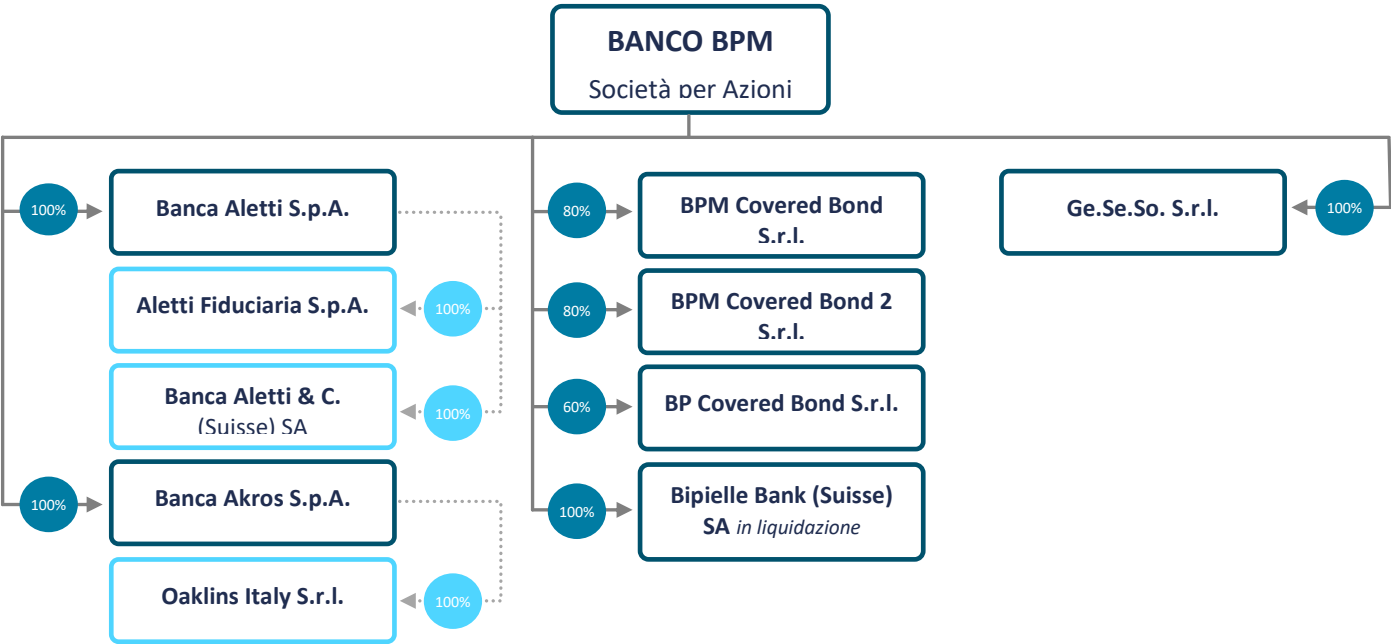 BANCO BPM
Società per Azioni
100%
Banca Aletti S.p.A.
80%
BPM Covered Bond
S.r.l.
Ge.Se.So. S.r.l.
100%
Aletti Fiduciaria S.p.A.
100%
80%
BPM Covered Bond 2
S.r.l.
Banca Aletti & C.
(Suisse) SA
100%
60%
BP Covered Bond S.r.l.
100%
Banca Akros S.p.A.
100%
Bipielle Bank (Suisse)
SA in liquidazione
Oaklins Italy S.r.l.
100%